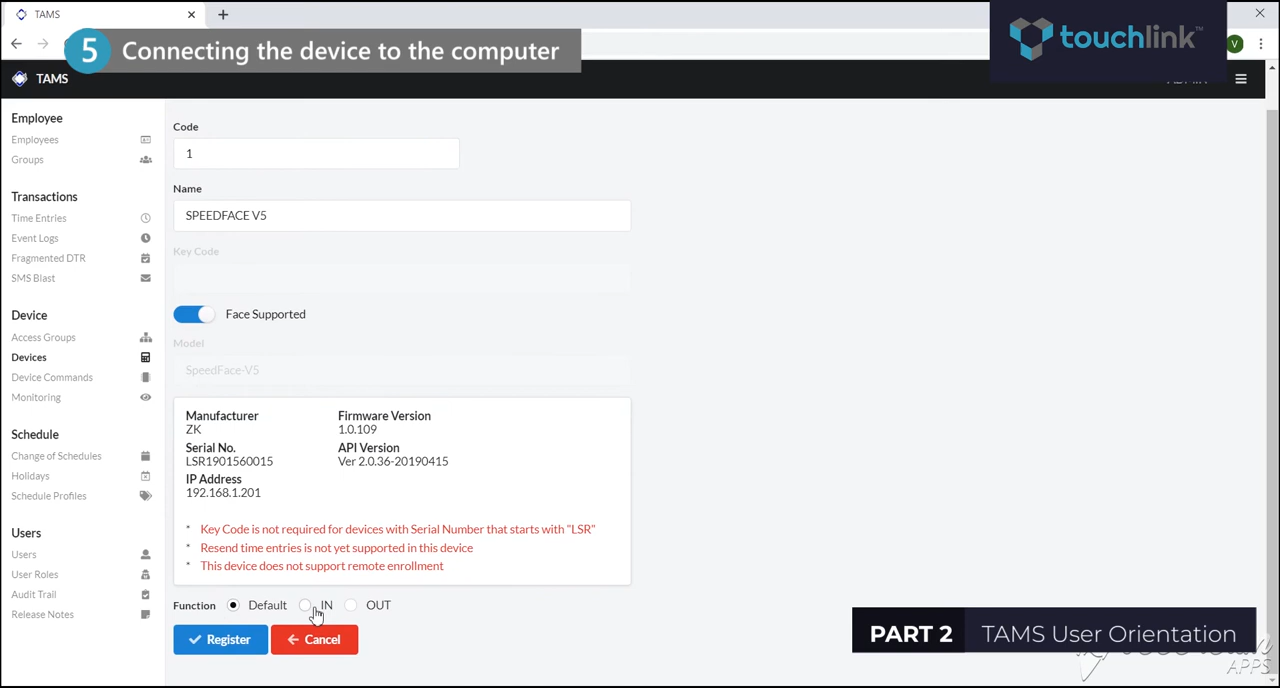 TAMS
5 Connecting the device to the computer
touchlink™
V
TAMS
Employee
Employees
Groups
Transactions
Time Entries
Event Logs
Fragmented DTR
SMS Blast
Device
Access Groups
Devices
Device Commands
Monitoring
Schedule
Change of Schedules
Holidays
Schedule Profiles
Users
Users
User Roles
Audit Trail
Release Notes
Code
1
Name
SPEEDFACE V5
Key Code
Face Supported
Model
SpeedFace-V5
Manufacturer
ZK
Firmware Version
1.0.109
Serial No.
LSR1901560015
API Version
Ver 2.0.36-20190415
IP Address
192.168.1.201
* Key Code is not required for devices with Serial Number that starts with "LSR"
* Resend time entries is not yet supported in this device
* This device does not support remote enrollment
Function Default IN OUT
Register Cancel
PART 2 TAMS User Orientation
APPS